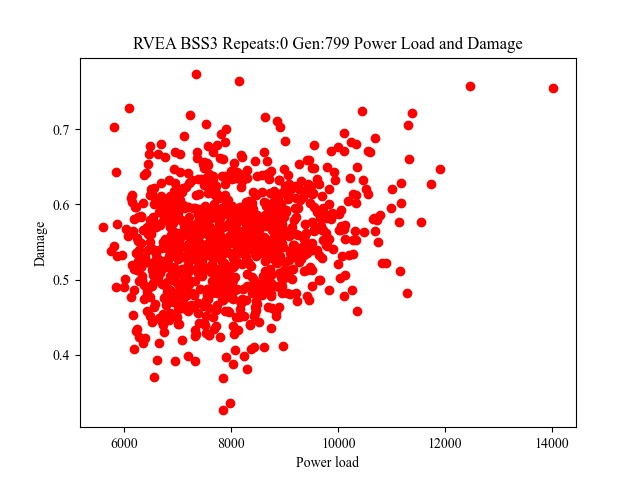 RVEA BSS3 Repeats:0 Gen:799 Power Load and Damage
0.7
0.6
0.5
0.4
Damage
6000 8000 10000 12000 14000
Power load